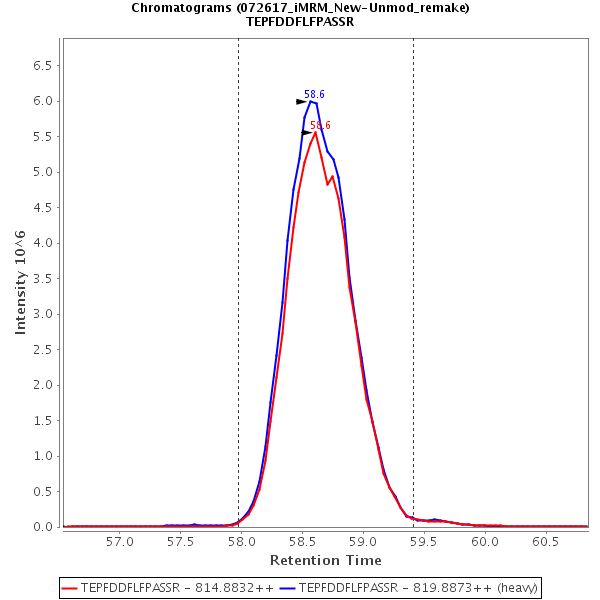 Chromatograms (072617_iMRM_New-Unmod_remake)
TEPFDDFLFPASSR
58.6
58.6
6.5
6.0
5.5
5.0
4.5
4.0
3.5
3.0
2.5
2.0
1.5
1.0
0.5
0.0
Intensity 10^6
57.0 57.5 58.0 58.5 59.0 59.5 60.0 60.5
Retention Time
TEPFDDFLFPASSR - 814.8832++ TEPFDDFLFPASSR - 819.8873++ (heavy)